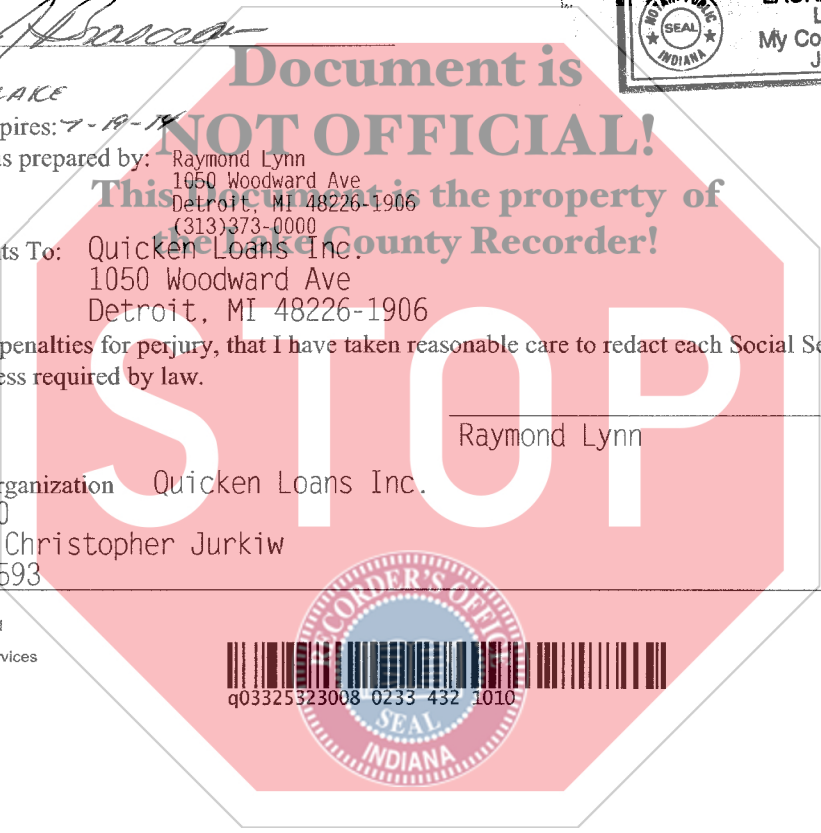 NOTARY PUBLIC
SEAL
INDIANA
L
My Co
J
Document is
LAKE
NOT OFFICIAL!
pires: 7-19-14
s prepared by: Raymond Lynn
1050 Woodward Ave
This Document is the property of
Detroit, MI 48226-1906
(313)373-0000
the Lake County Recorder!
ts To: Quicken Loans Inc.
1050 Woodward Ave
Detroit, MI 48226-1906
STOP
penalties for perjury, that I have taken reasonable care to redact each Social Se
ess required by law.
Raymond Lynn
rganization Quicken Loans Inc.
0
Christopher Jurkiw
593
RECORDER'S OFFICE
vices
q03325323008 0233 432 1010
SEAL
INDIANA